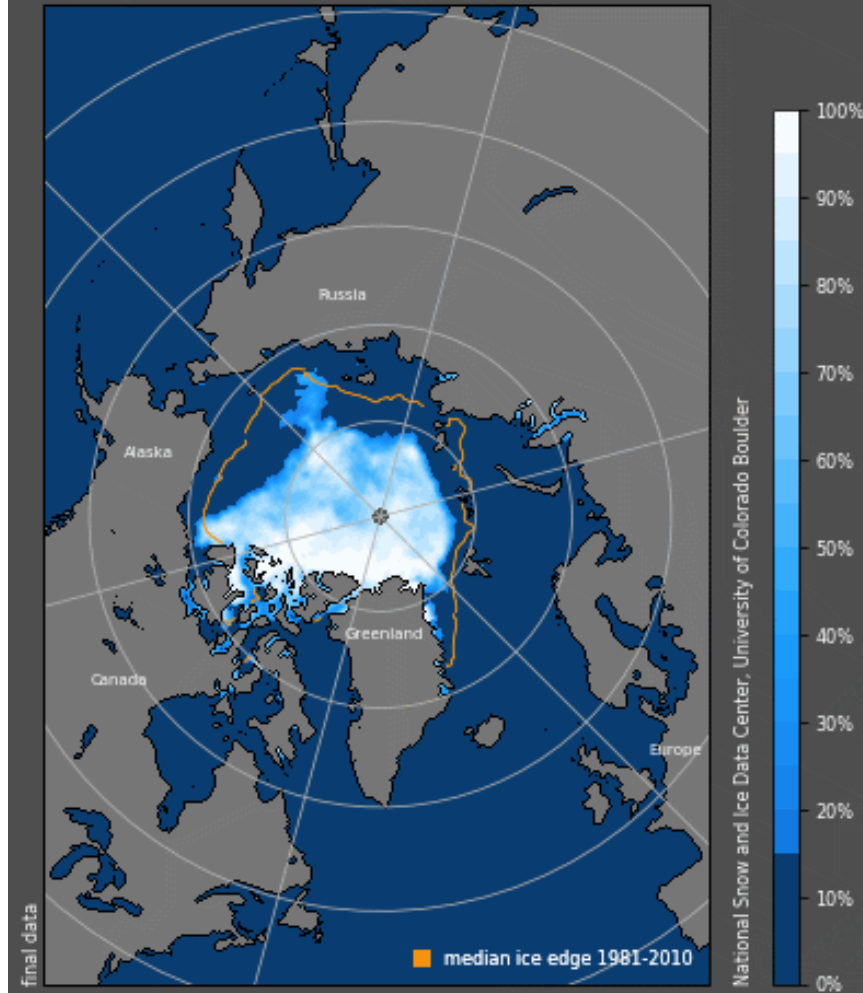 Russia
Alaska
Greenland
Canada
Europe
median ice edge 1981-2010
final data
National Snow and Ice Data Center, University of Colorado Boulder
100%
90%
80%
70%
60%
50%
40%
30%
20%
10%
0%